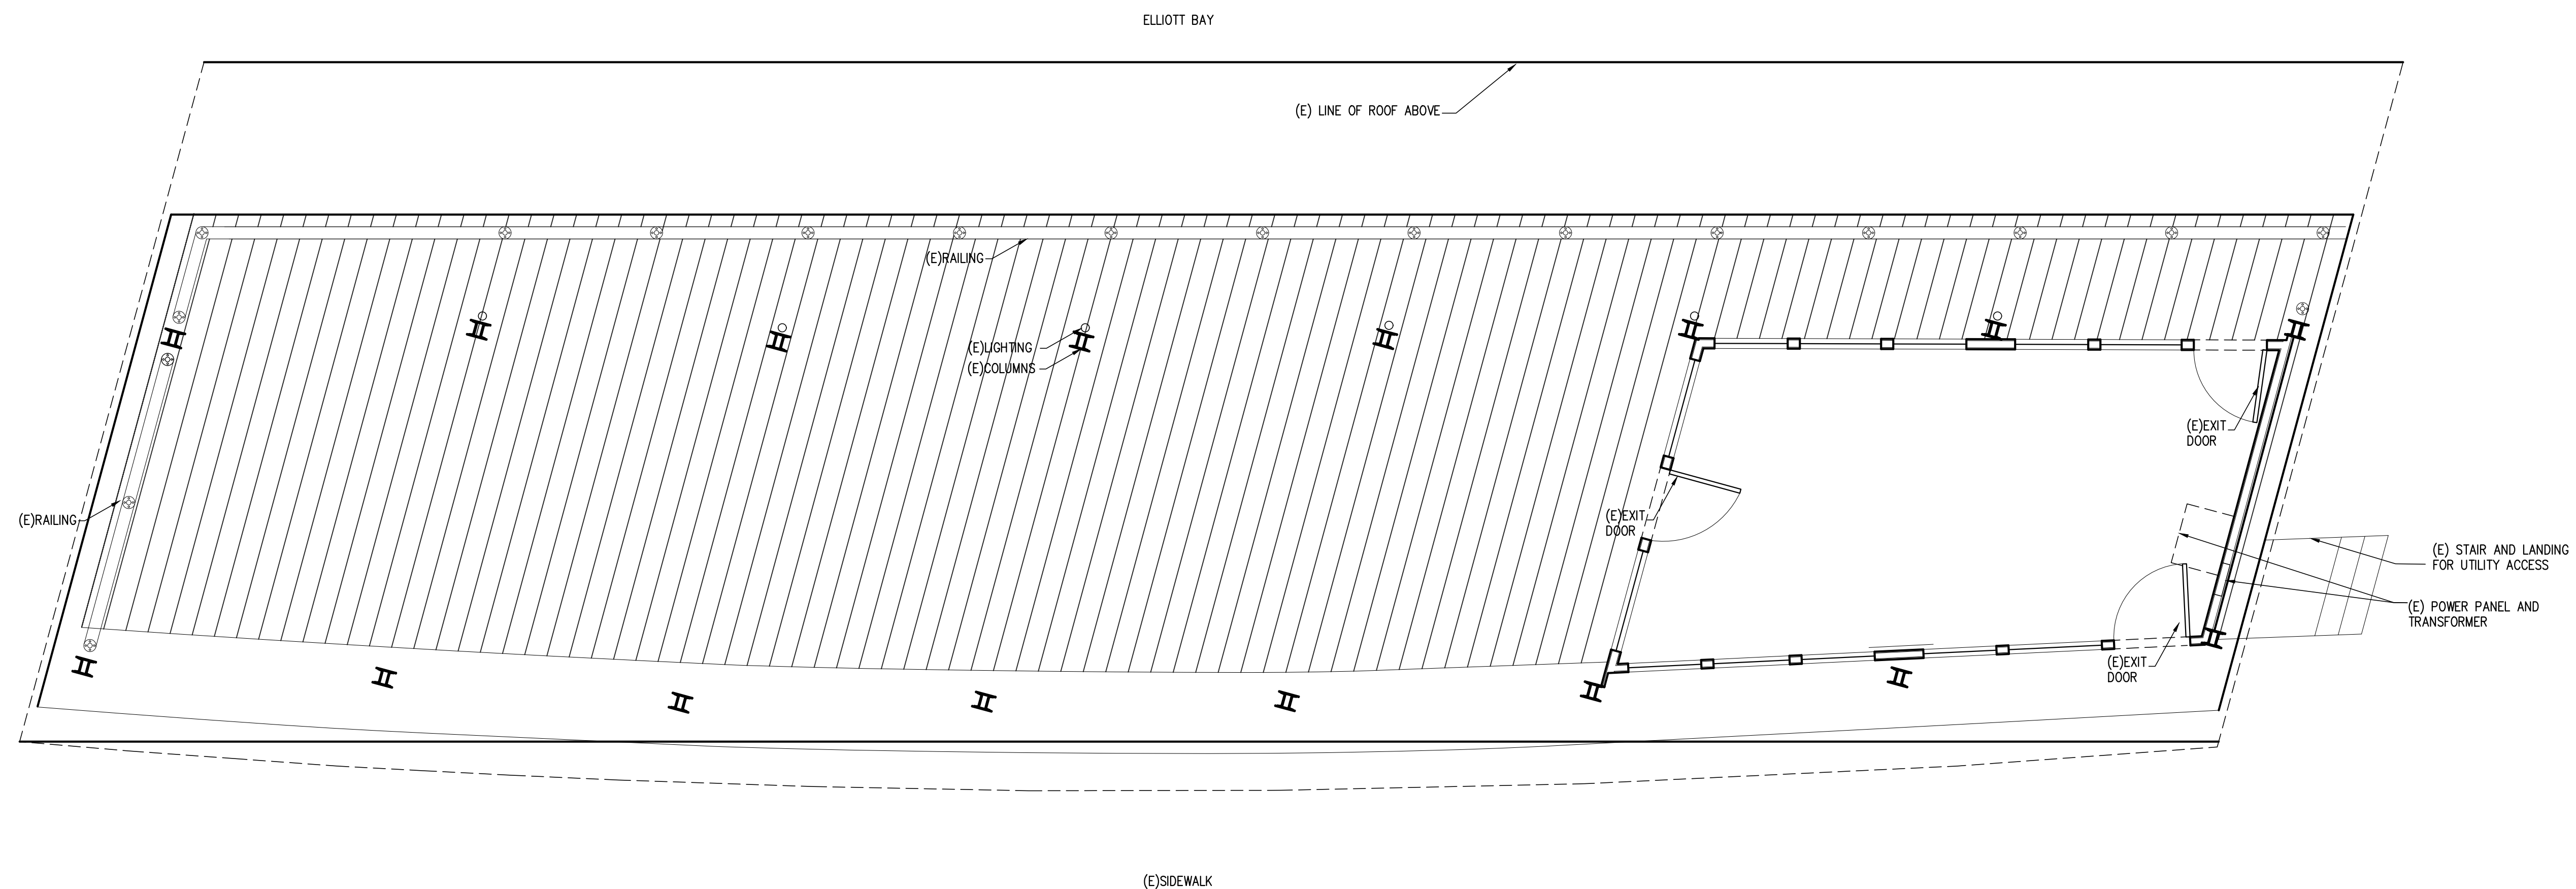 ELLIOTT BAY
(E) LINE OF ROOF ABOVE
(E)RAILING
(E)LIGHTING
(E)COLUMNS
(E)EXIT
DOOR
(E)RAILING
(E)EXIT
DOOR
(E) STAIR AND LANDING
FOR UTILITY ACCESS
(E) POWER PANEL AND
TRANSFORMER
(E)EXIT
DOOR
(E)SIDEWALK